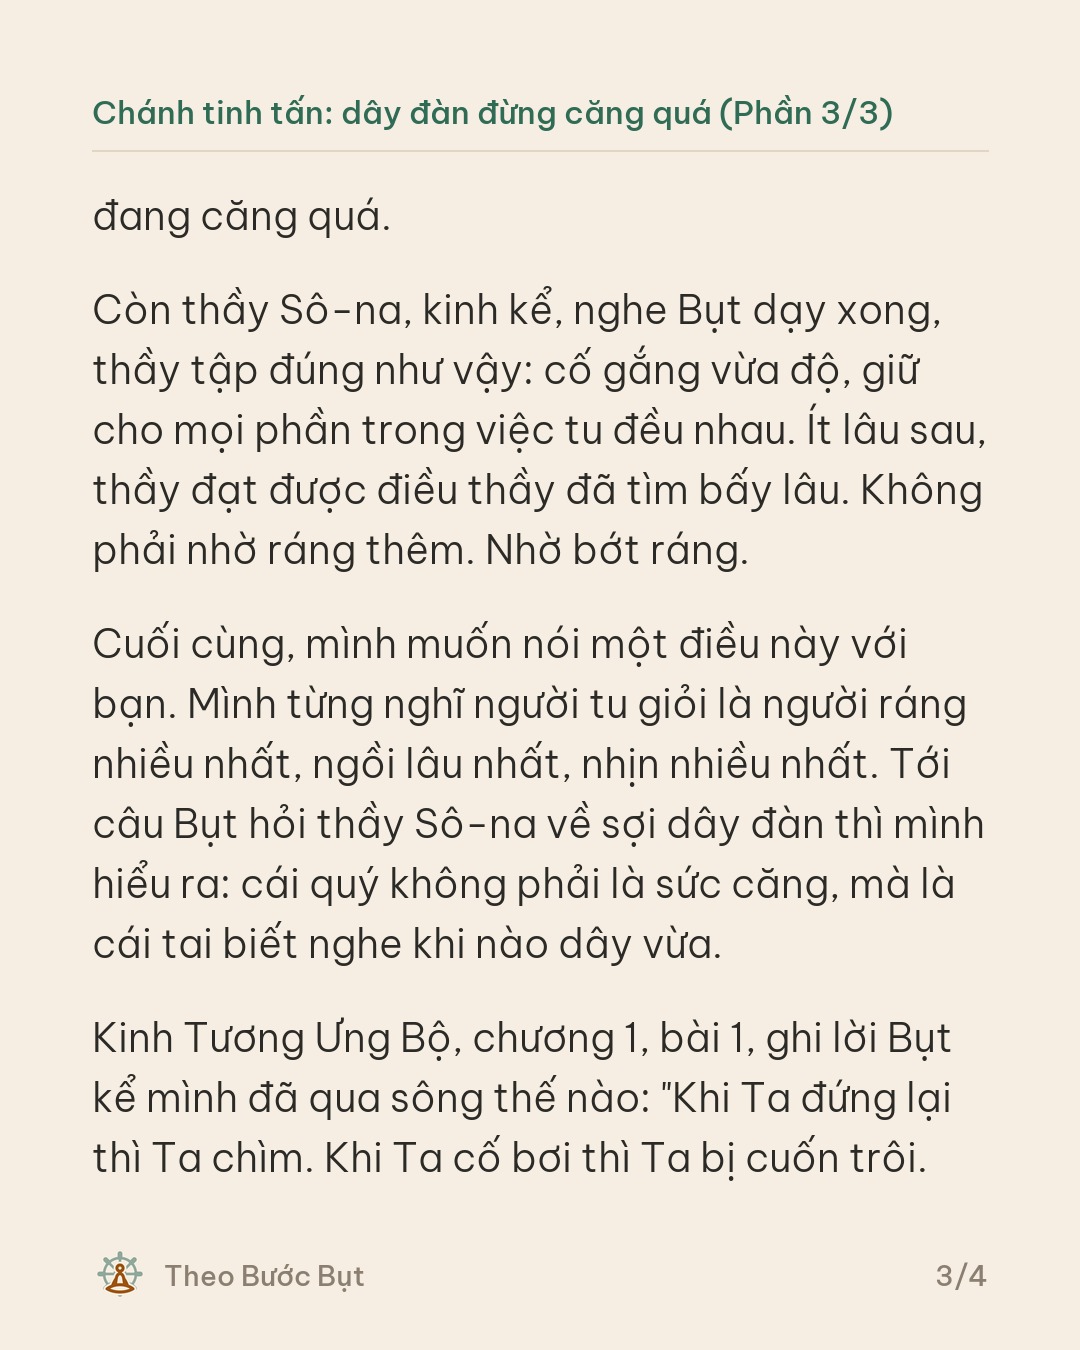 Chánh tinh tấn: dây đàn đừng căng quá (Phần 3/3)
đang căng quá.
Còn thầy Sô-na, kinh kể, nghe Bụt dạy xong,
thầy tập đúng như vậy: cố gắng vừa độ, giữ
cho mọi phần trong việc tu đều nhau. Ít lâu sau,
thầy đạt được điều thầy đã tìm bấy lâu. Không
phải nhờ ráng thêm. Nhờ bớt ráng.
Cuối cùng, mình muốn nói một điều này với
bạn. Mình từng nghĩ người tu giỏi là người ráng
nhiều nhất, ngồi lâu nhất, nhịn nhiều nhất. Tới
câu Bụt hỏi thầy Sô-na về sợi dây đàn thì mình
hiểu ra: cái quý không phải là sức căng, mà là
cái tai biết nghe khi nào dây vừa.
Kinh Tương Ưng Bộ, chương 1, bài 1, ghi lời Bụt
kể mình đã qua sông thế nào: "Khi Ta đứng lại
thì Ta chìm. Khi Ta cố bơi thì Ta bị cuốn trôi.
Theo Bước Bụt
3/4